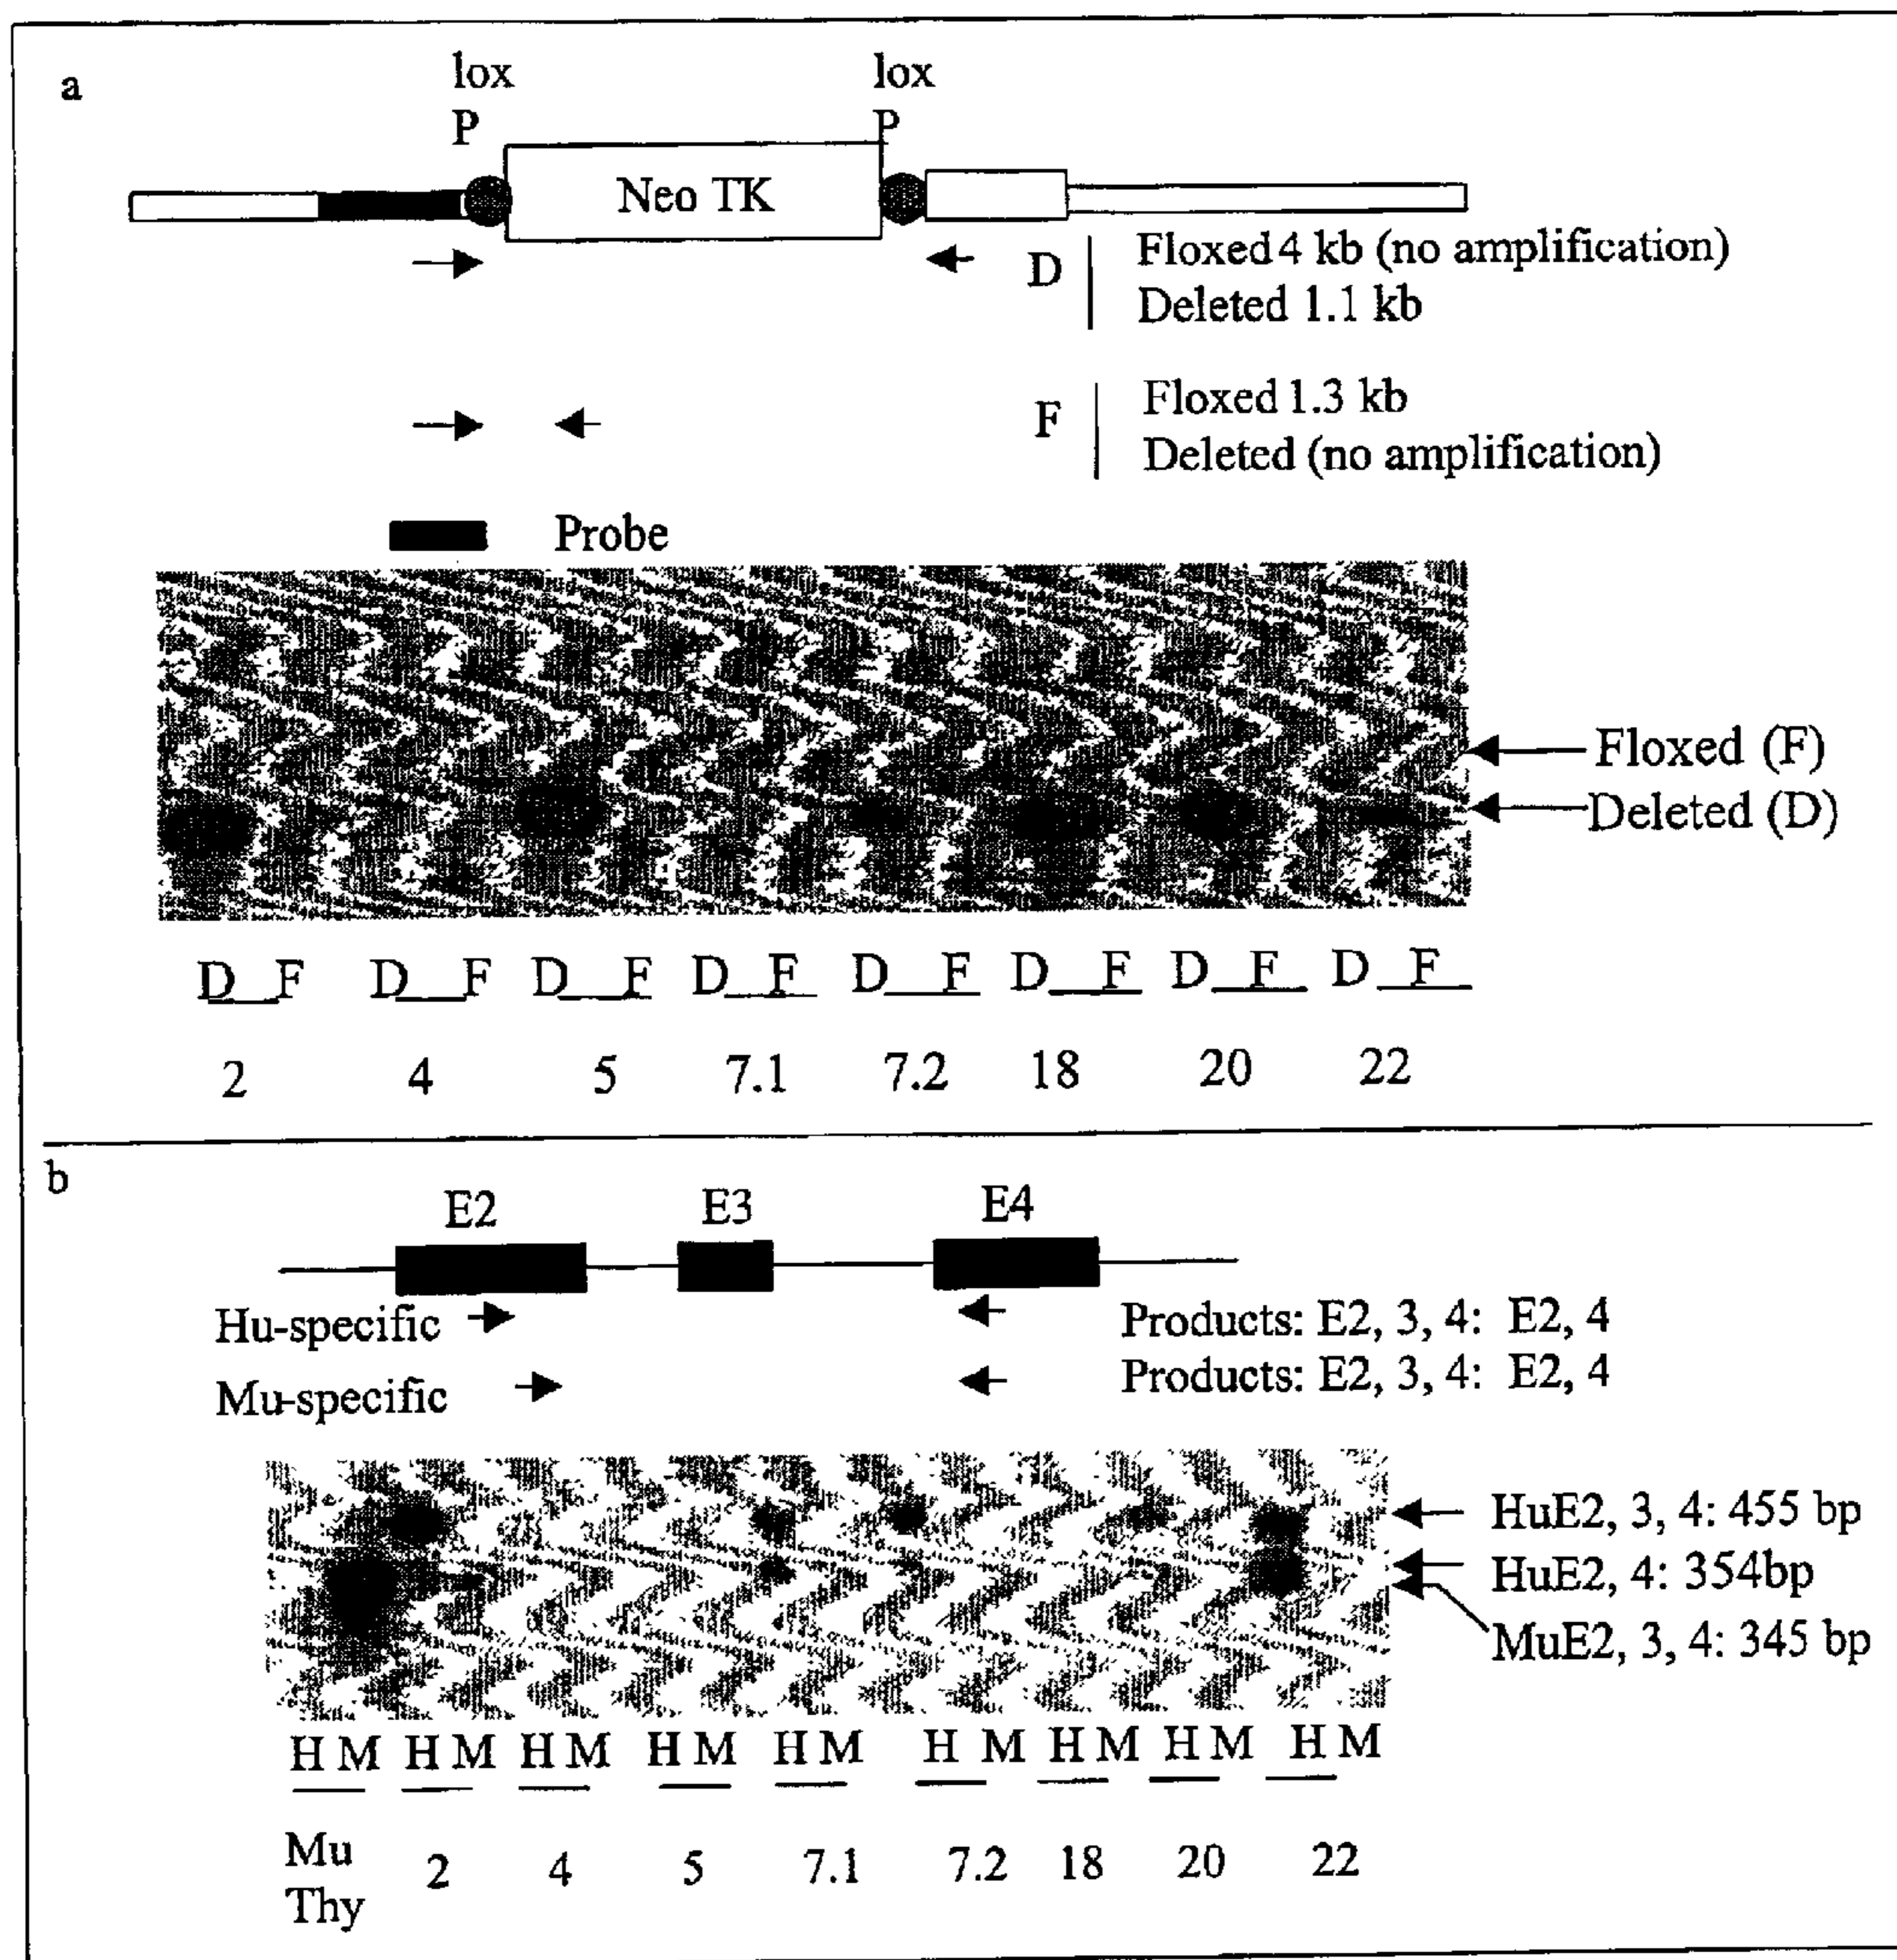 a
lox P
lox P
Neo TK
D
Floxed 4 kb (no amplification)
Deleted 1.1 kb
F
Floxed 1.3 kb
Deleted (no amplification)
Probe
Floxed (F)
Deleted (D)
D F D F D F D F D F D F D F D F
2 4 5 7.1 7.2 18 20 22
b
E2 E3 E4
Hu-specific
Products: E2, 3, 4: E2, 4
Mu-specific
Products: E2, 3, 4: E2, 4
HuE2, 3, 4: 455 bp
HuE2, 4: 354bp
MuE2, 3, 4: 345 bp
H M H M H M H M H M H M H M H M H M
Mu Thy 2 4 5 7.1 7.2 18 20 22